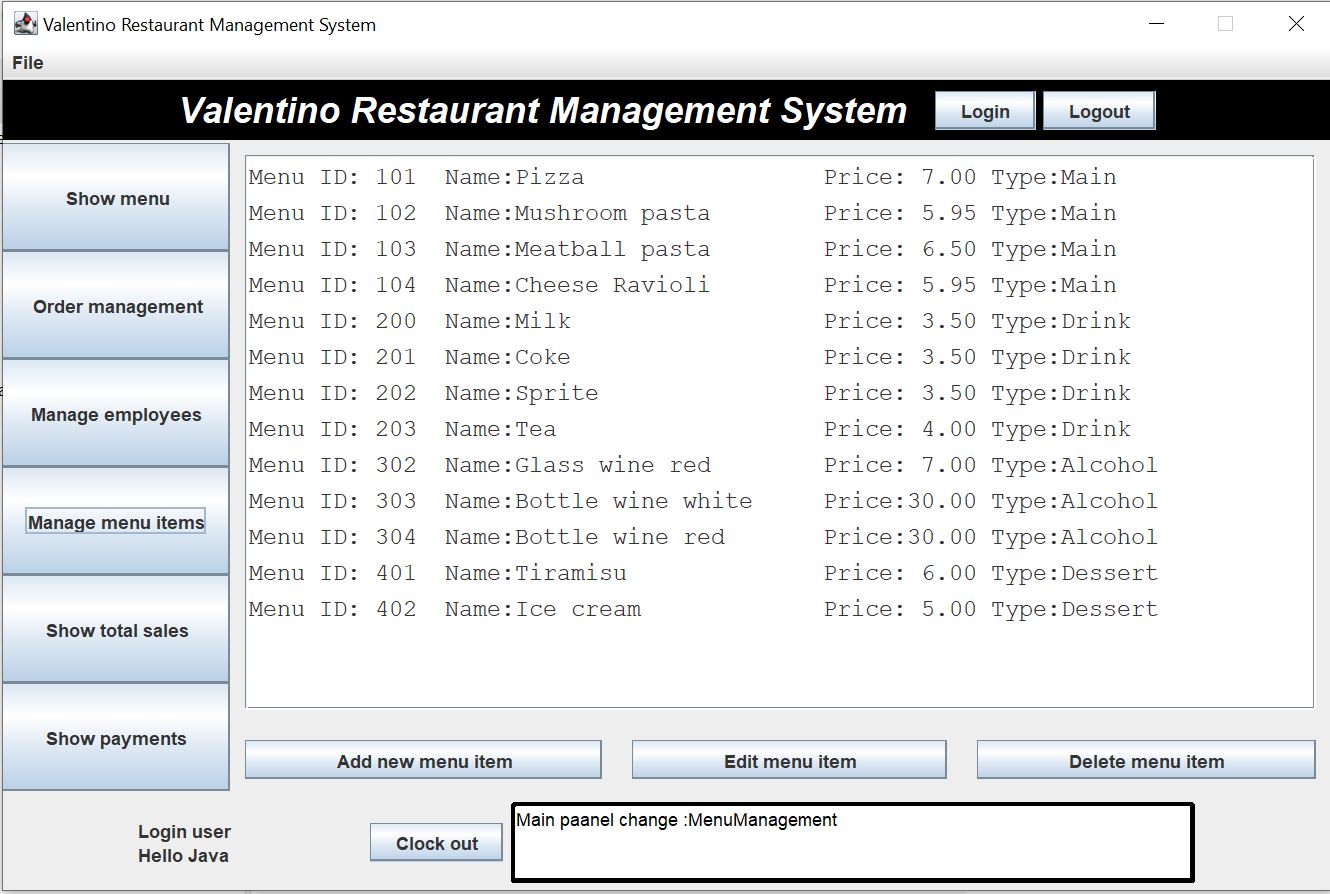 Valentino Restaurant Management System
File
Valentino Restaurant Management System
Login
Logout
Show menu
Order management
Manage employees
Manage menu items
Show total sales
Show payments
Menu ID: 101 Name:Pizza Price: 7.00 Type:Main
Menu ID: 102 Name:Mushroom pasta Price: 5.95 Type:Main
Menu ID: 103 Name:Meatball pasta Price: 6.50 Type:Main
Menu ID: 104 Name:Cheese Ravioli Price: 5.95 Type:Main
Menu ID: 200 Name:Milk Price: 3.50 Type:Drink
Menu ID: 201 Name:Coke Price: 3.50 Type:Drink
Menu ID: 202 Name:Sprite Price: 3.50 Type:Drink
Menu ID: 203 Name:Tea Price: 4.00 Type:Drink
Menu ID: 302 Name:Glass wine red Price: 7.00 Type:Alcohol
Menu ID: 303 Name:Bottle wine white Price:30.00 Type:Alcohol
Menu ID: 304 Name:Bottle wine red Price:30.00 Type:Alcohol
Menu ID: 401 Name:Tiramisu Price: 6.00 Type:Dessert
Menu ID: 402 Name:Ice cream Price: 5.00 Type:Dessert
Add new menu item
Edit menu item
Delete menu item
Login user
Hello Java
Clock out
Main paanel change :MenuManagement